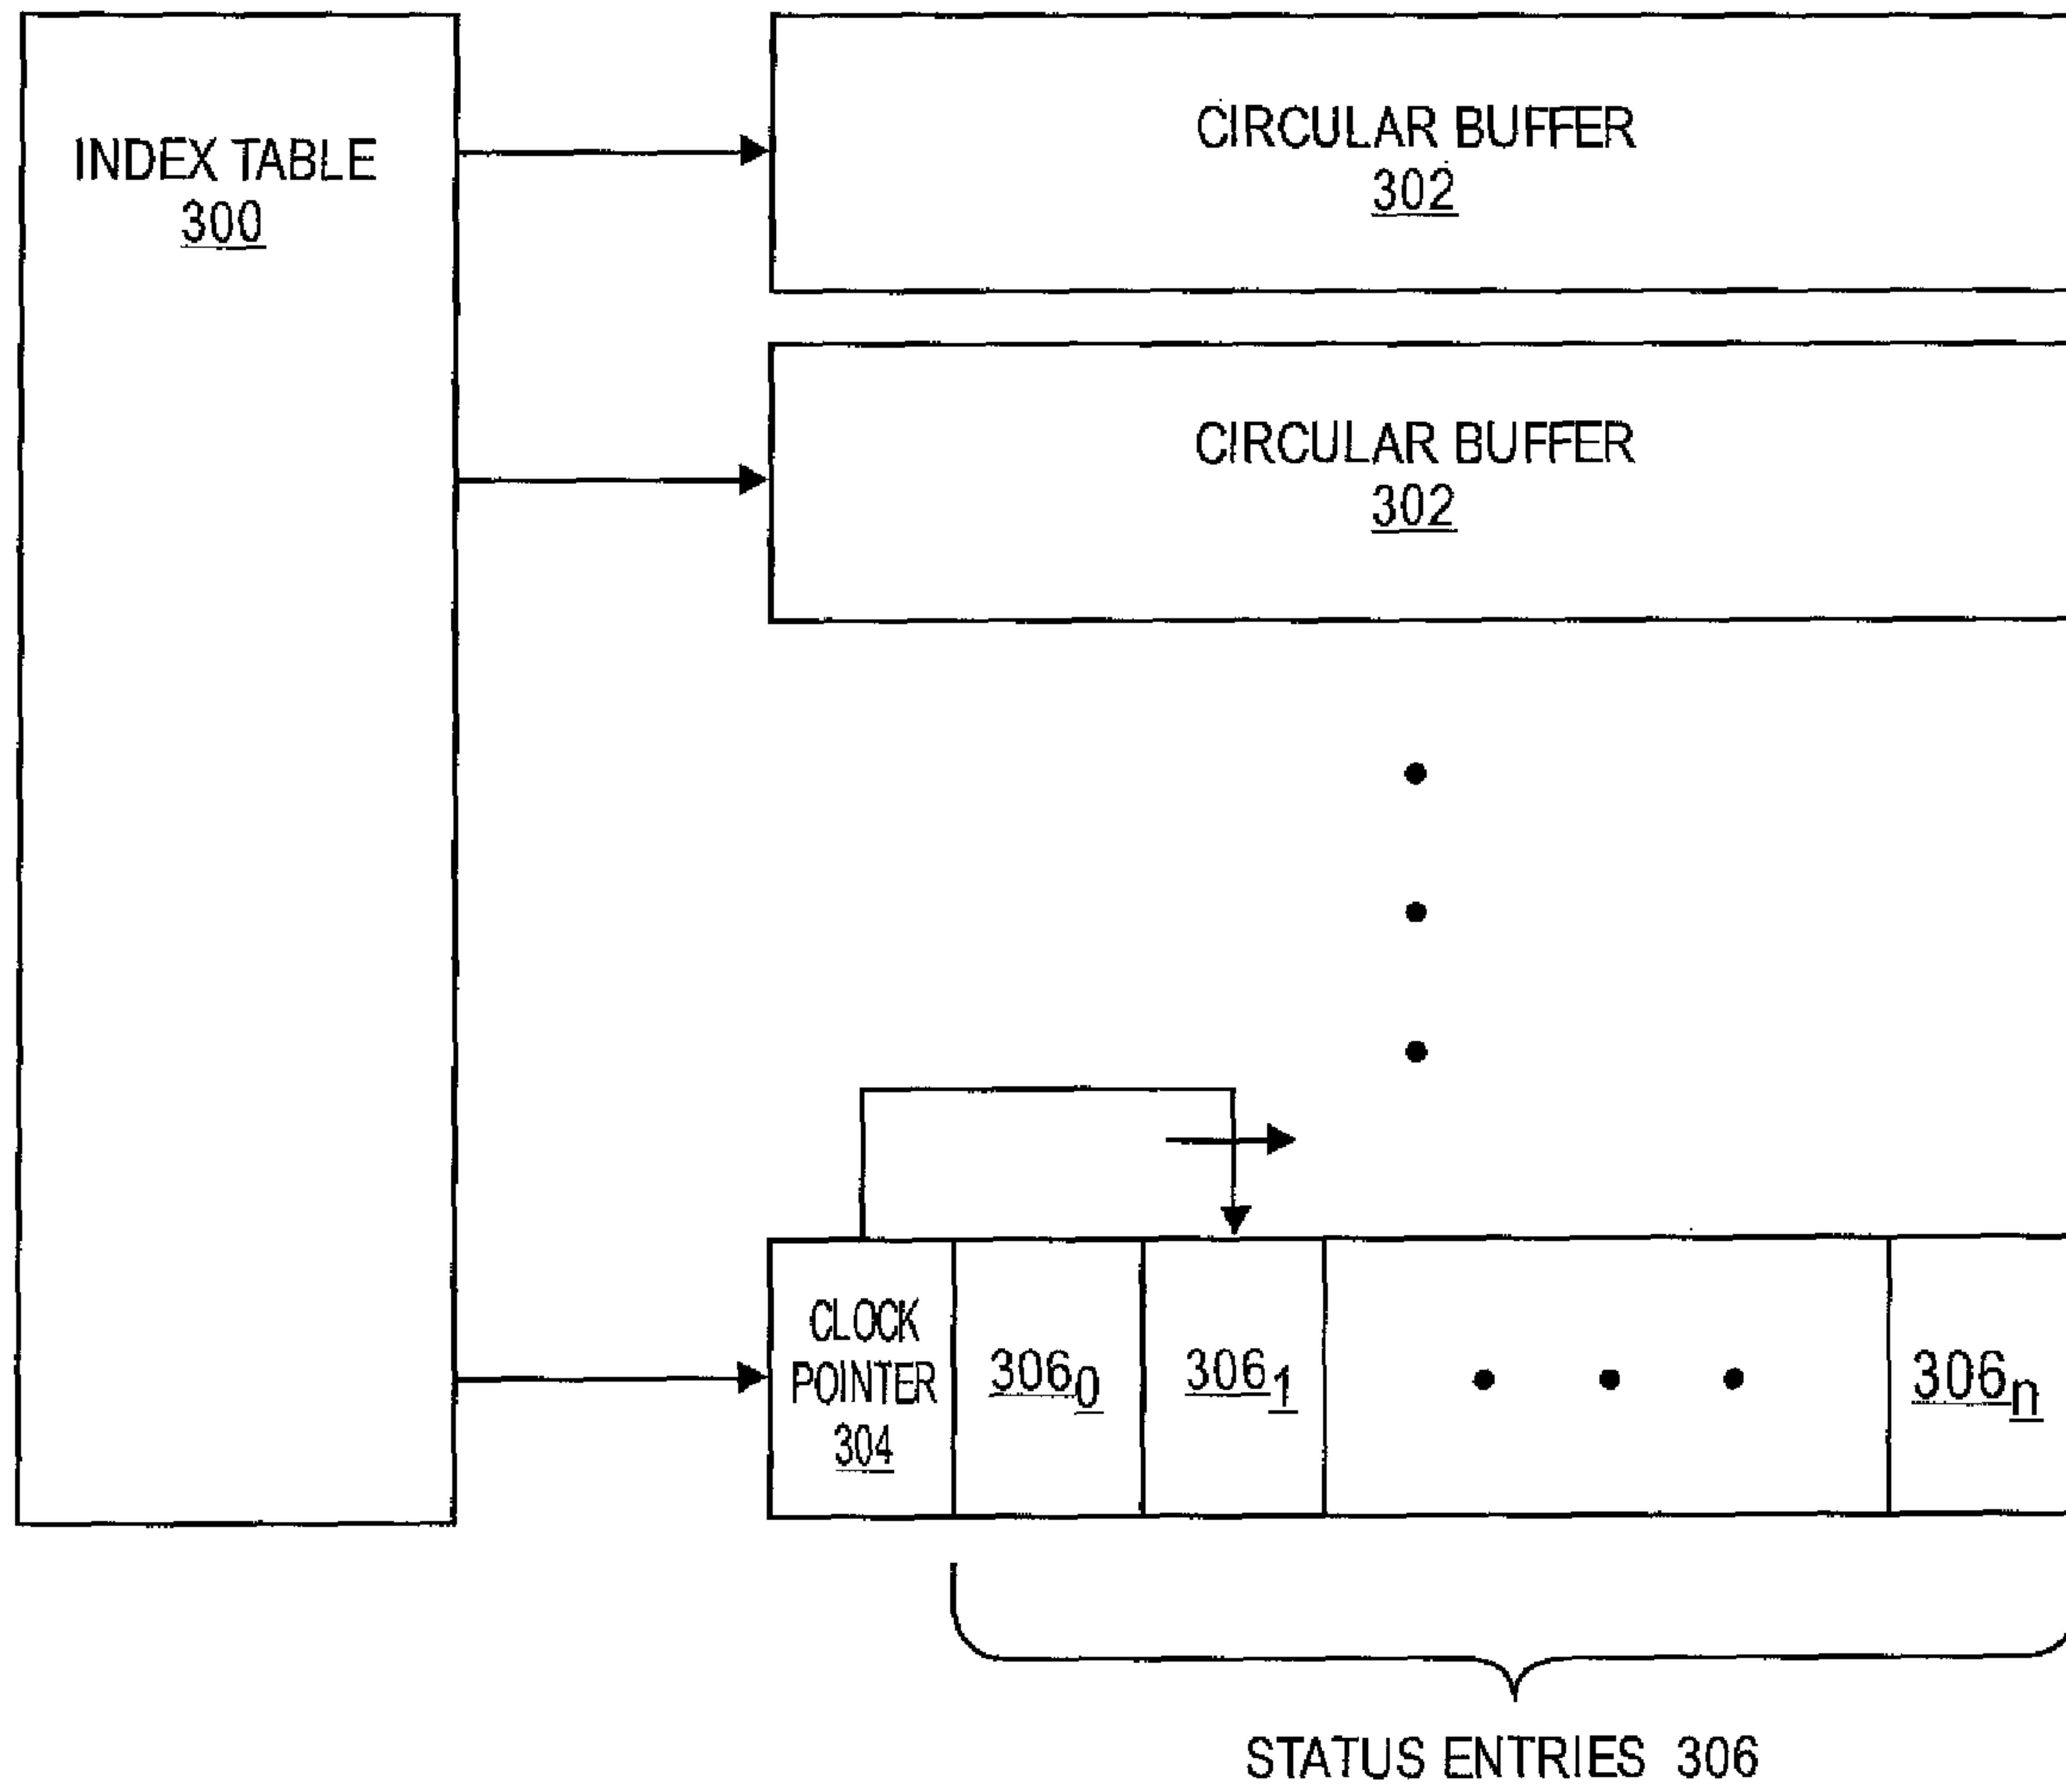 INDEX TABLE
300
CIRCULAR BUFFER
302
CIRCULAR BUFFER
302
CLOCK
POINTER
304
306₀
306₁
306ₙ
STATUS ENTRIES 306